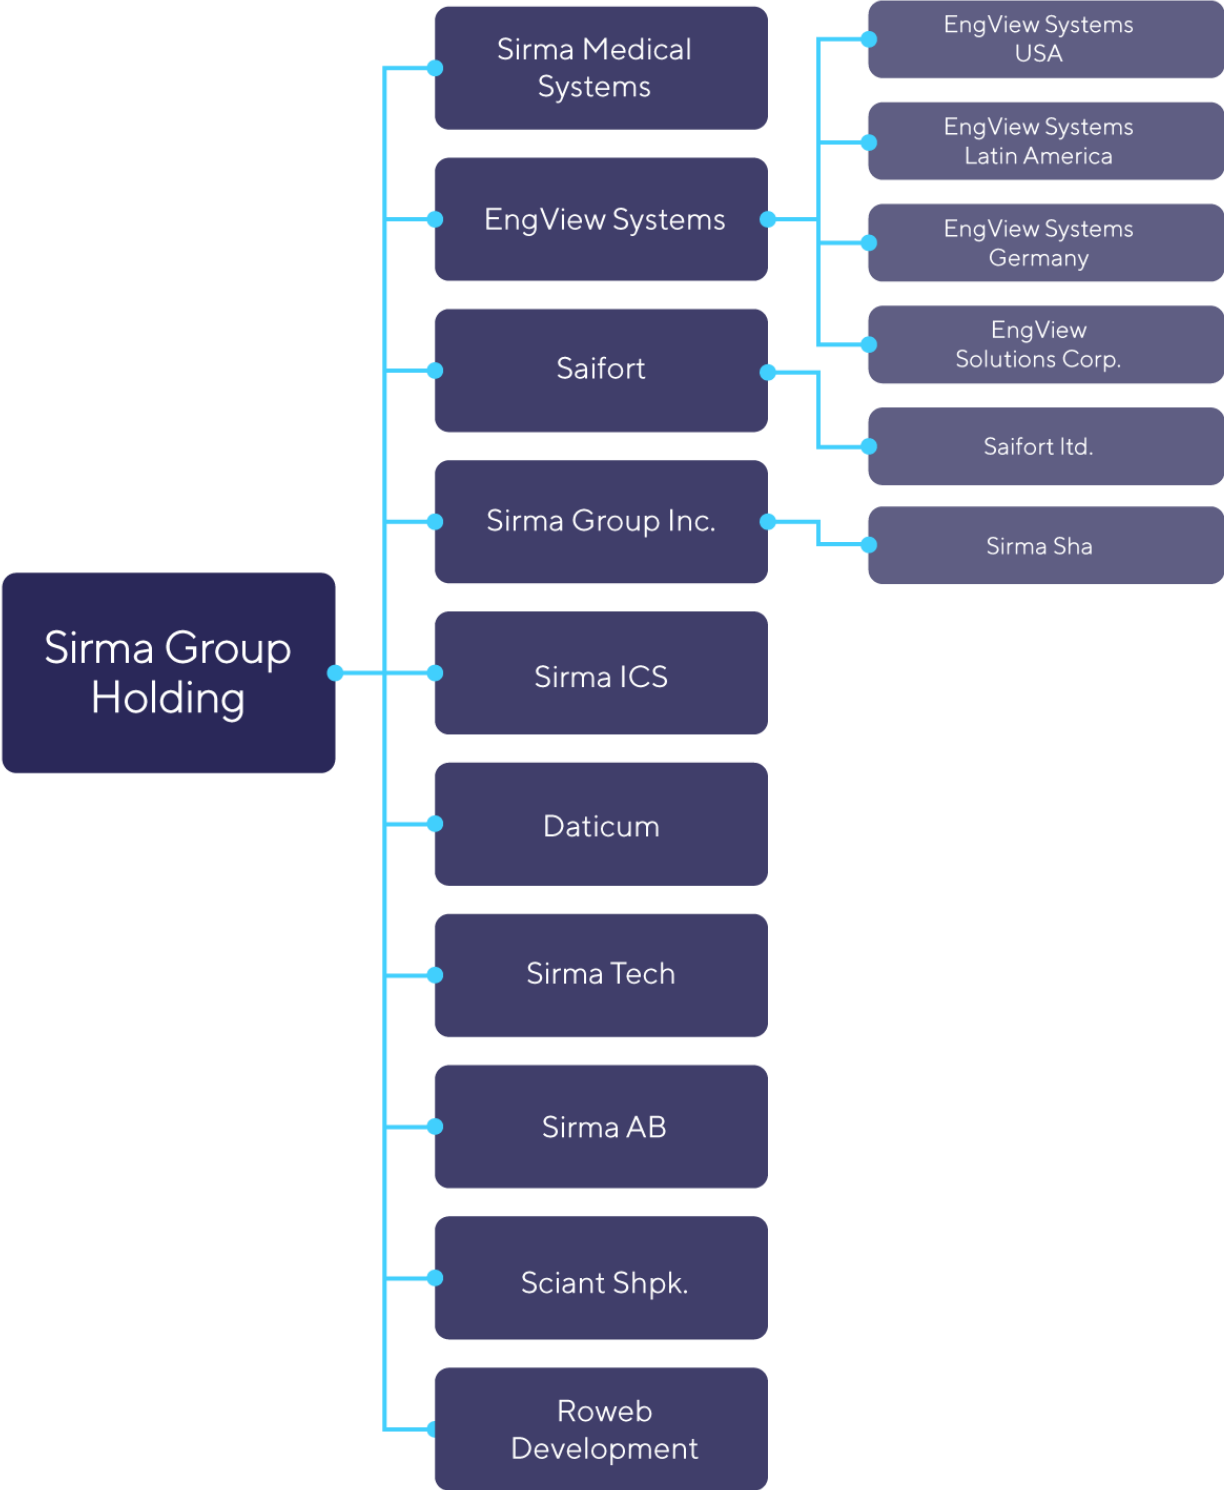 Sirma Group
Holding
Sirma Medical
Systems
EngView Systems
Saifort
Sirma Group Inc.
Sirma ICS
Daticum
Sirma Tech
Sirma AB
Sciant Shpk.
Roweb
Development
EngView Systems
USA
EngView Systems
Latin America
EngView Systems
Germany
EngView
Solutions Corp.
Saifort ltd.
Sirma Sha